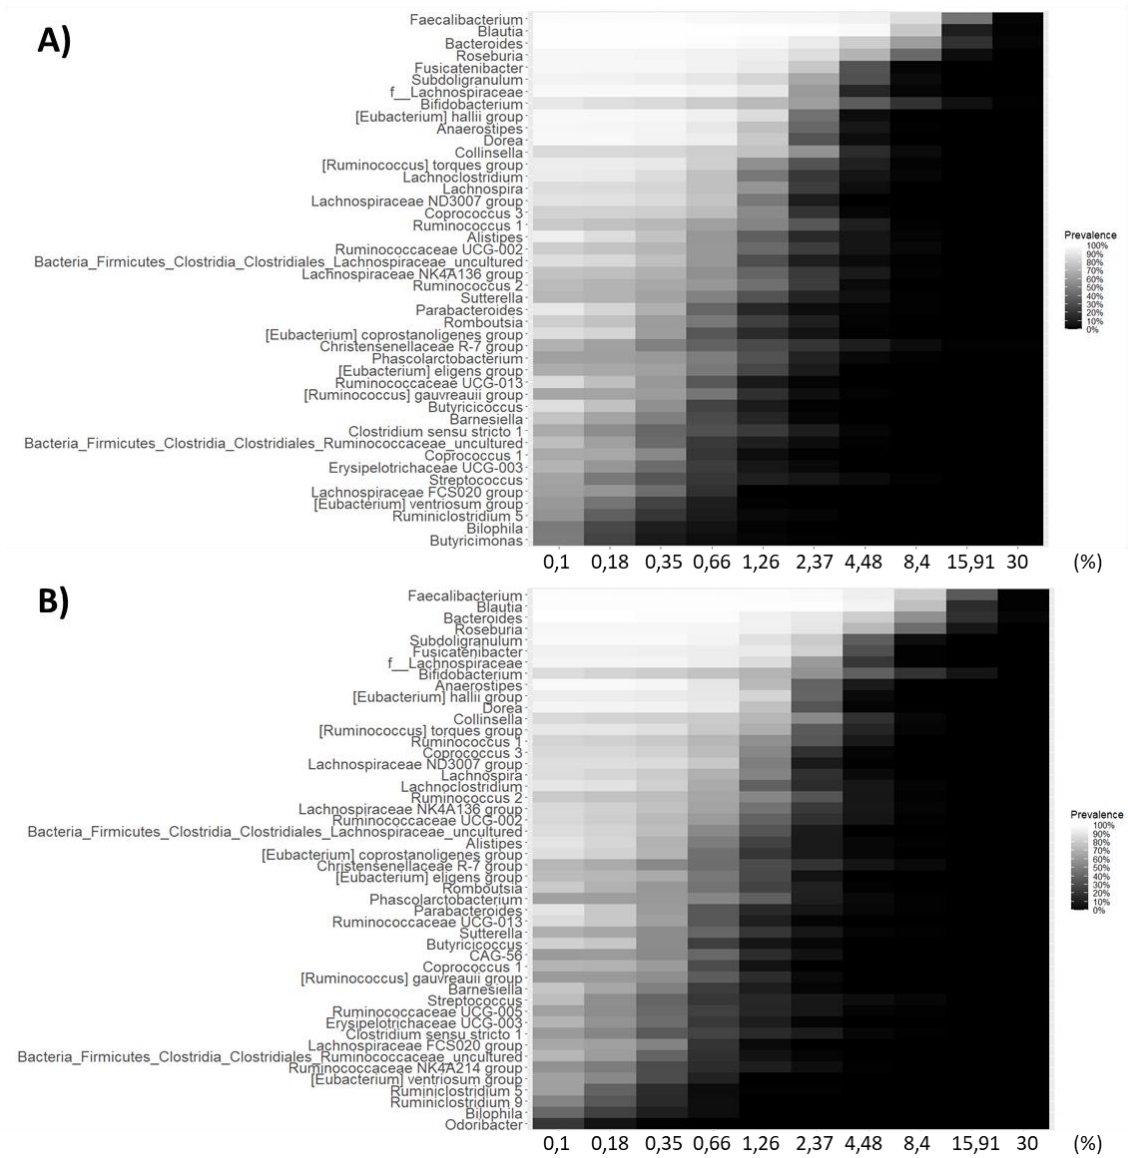 A)
Faecalibacterium
Blautia
Bacteroides
Roseburia
Fusicatenibacter
Subdoligranulum
f__Lachnospiraceae
Bifidobacterium
[Eubacterium] hallii group
Anaerostipes
Dorea
Collinsella
[Ruminococcus] torques group
Lachnoclostridium
Lachnospira
Lachnospiraceae ND3007 group
Coprococcus 3
Ruminococcus 1
Alistipes
Ruminococcaceae UCG-002
Bacteria_Firmicutes_Clostridia_Clostridiales_Lachnospiraceae_uncultured
Lachnospiraceae NK4A136 group
Ruminococcus 2
Sutterella
Parabacteroides
Romboutsia
[Eubacterium] coprostanoligenes group
Christensenellaceae R-7 group
Phascolarctobacterium
[Eubacterium] eligens group
Ruminococcaceae UCG-013
[Ruminococcus] gauvreauii group
Butyricicoccus
Barnesiella
Clostridium sensu stricto 1
Bacteria_Firmicutes_Clostridia_Clostridiales_Ruminococcaceae_uncultured
Coprococcus 1
Erysipelotrichaceae UCG-003
Streptococcus
Lachnospiraceae FCS020 group
[Eubacterium] ventriosum group
Ruminiclostridium 5
Bilophila
Butyricimonas
0,1 0,18 0,35 0,66 1,26 2,37 4,48 8,4 15,91 30 (%)
Prevalence
100%
90%
80%
70%
60%
50%
40%
30%
20%
10%
0%
B)
Faecalibacterium
Blautia
Bacteroides
Roseburia
Subdoligranulum
Fusicatenibacter
f__Lachnospiraceae
Bifidobacterium
Anaerostipes
[Eubacterium] hallii group
Dorea
Collinsella
[Ruminococcus] torques group
Ruminococcus 1
Coprococcus 3
Lachnospiraceae ND3007 group
Lachnospira
Lachnoclostridium
Ruminococcus 2
Lachnospiraceae NK4A136 group
Ruminococcaceae UCG-002
Bacteria_Firmicutes_Clostridia_Clostridiales_Lachnospiraceae_uncultured
Alistipes
[Eubacterium] coprostanoligenes group
Christensenellaceae R-7 group
[Eubacterium] eligens group
Romboutsia
Phascolarctobacterium
Parabacteroides
Ruminococcaceae UCG-013
Sutterella
Butyricicoccus
CAG-56
Coprococcus 1
[Ruminococcus] gauvreauii group
Barnesiella
Streptococcus
Ruminococcaceae UCG-005
Erysipelotrichaceae UCG-003
Clostridium sensu stricto 1
Lachnospiraceae FCS020 group
Bacteria_Firmicutes_Clostridia_Clostridiales_Ruminococcaceae_uncultured
Ruminococcaceae NK4A214 group
[Eubacterium] ventriosum group
Ruminiclostridium 5
Ruminiclostridium 9
Bilophila
Odoribacter
0,1 0,18 0,35 0,66 1,26 2,37 4,48 8,4 15,91 30 (%)
Prevalence
100%
90%
80%
70%
60%
50%
40%
30%
20%
10%
0%